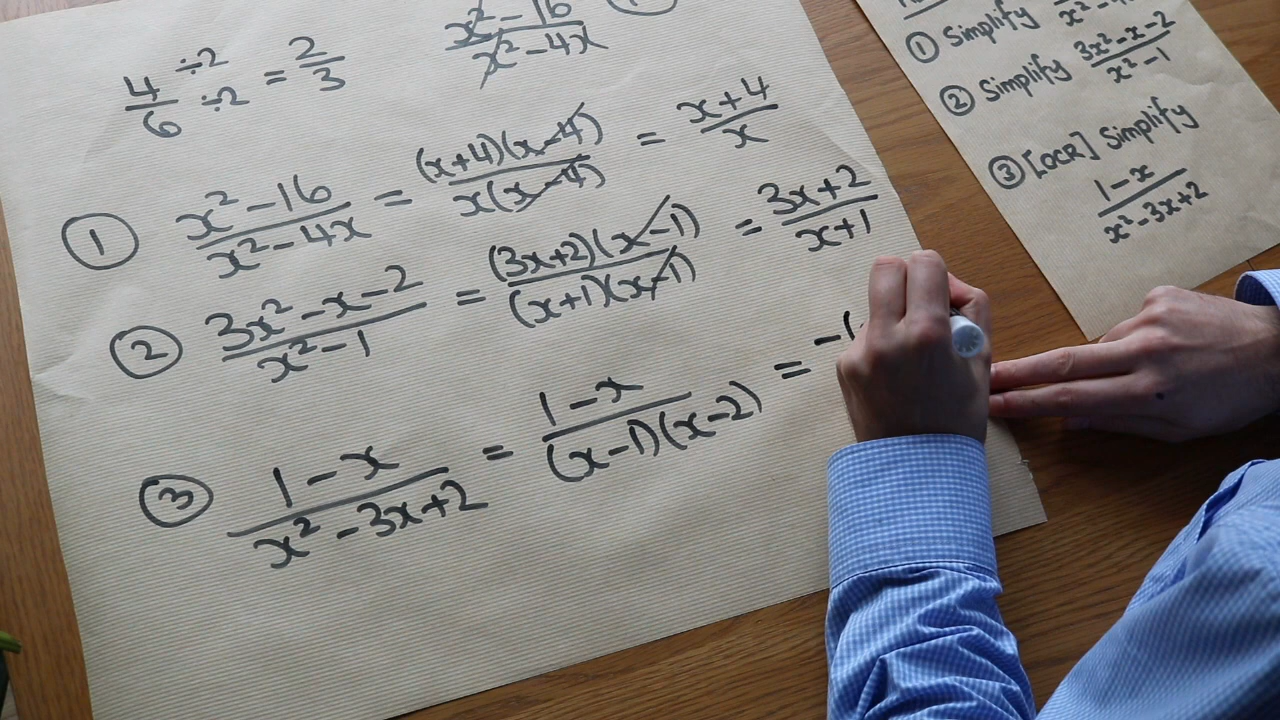 4/6 ÷2/÷2 = 2/3
x²-16/x²-4x
① x²-16/x²-4x = (x+4)(x-4)/x(x-4) = x+4/x
② 3x²-x-2/x²-1 = (3x+2)(x-1)/(x+1)(x-1) = 3x+2/x+1
③ 1-x/x²-3x+2 = 1-x/(x-1)(x-2) = -1
① Simplify
② Simplify 3x²-x-2/x²-1
③ [OCR] Simplify
1-x/x²-3x+2